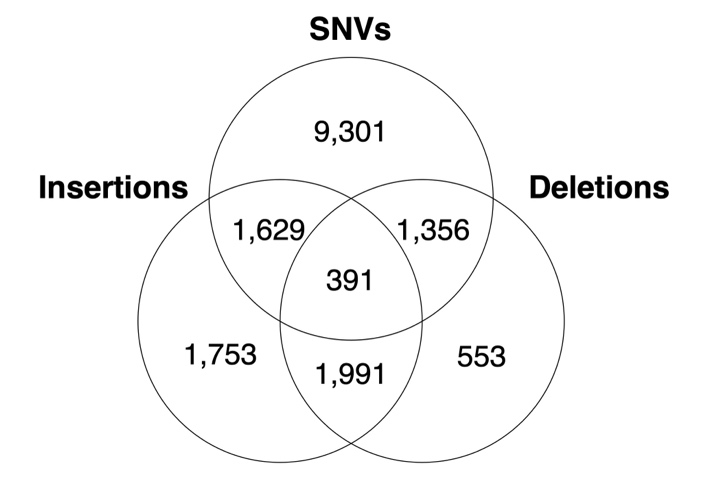 SNVs
9,301
Insertions
Deletions
1,629
1,356
391
1,753
1,991
553